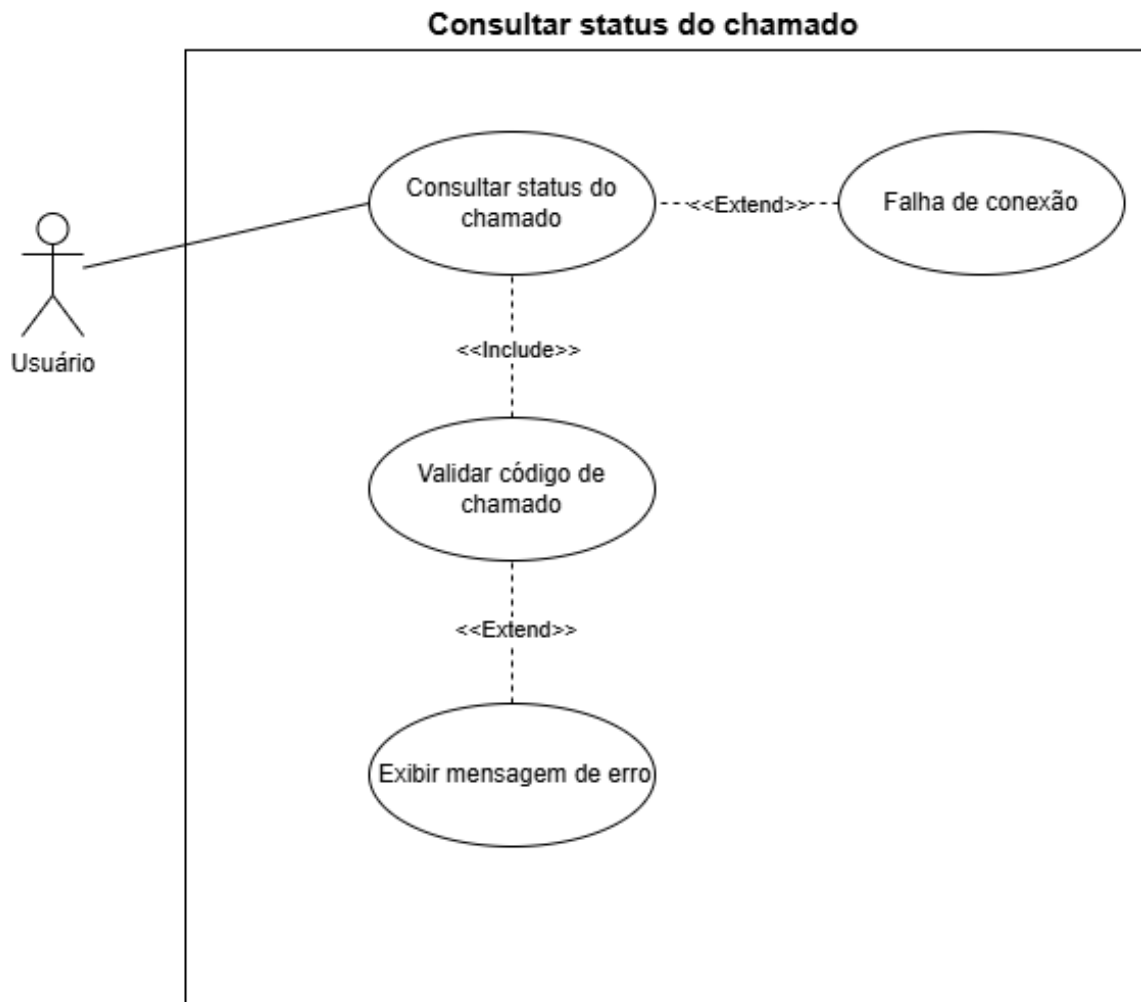 Consultar status do chamado
Consultar status do
chamado
<<Extend>>
Falha de conexão
Usuário
<<Include>>
Validar código de
chamado
<<Extend>>
Exibir mensagem de erro